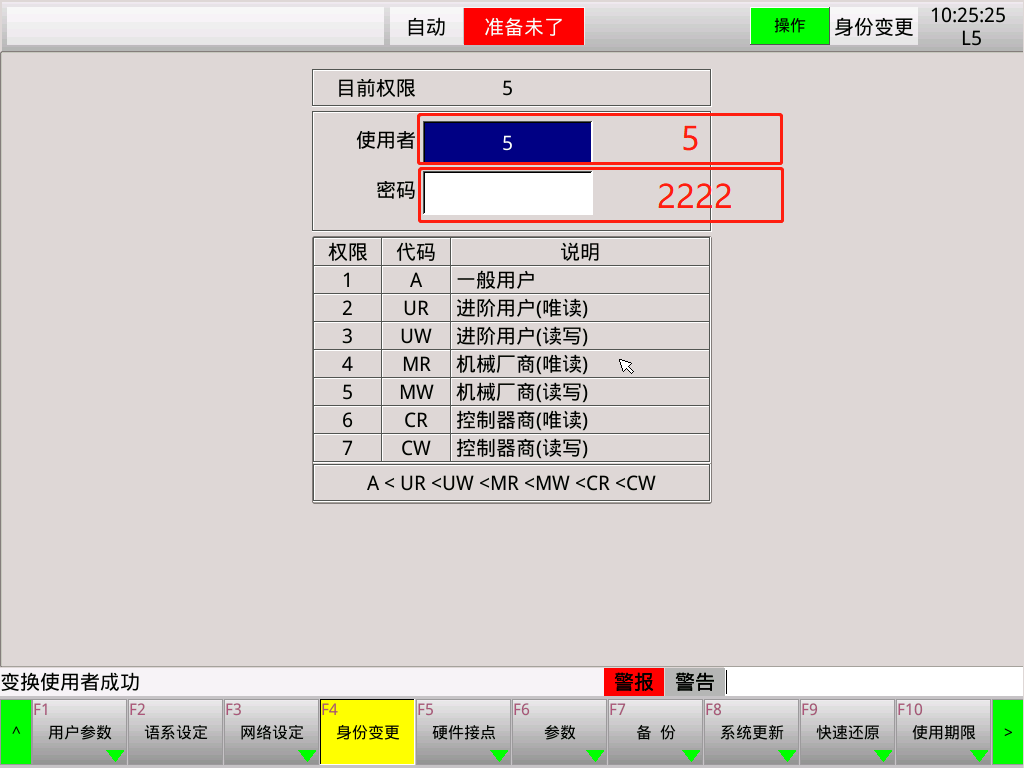 自动 准备未了 操作 身份变更 10:25:25
L5
目前权限 5
使用者 5 5
密码 2222
权限 代码 说明
1 A 一般用户
2 UR 进阶用户(唯读)
3 UW 进阶用户(读写)
4 MR 机械厂商(唯读)
5 MW 机械厂商(读写)
6 CR 控制器商(唯读)
7 CW 控制器商(读写)
A < UR <UW <MR <MW <CR <CW
变换使用者成功 警报 警告
F1 F2 F3 F4 F5 F6 F7 F8 F9 F10
^ 用户参数 语系设定 网络设定 身份变更 硬件接点 参数 备 份 系统更新 快速还原 使用期限 >